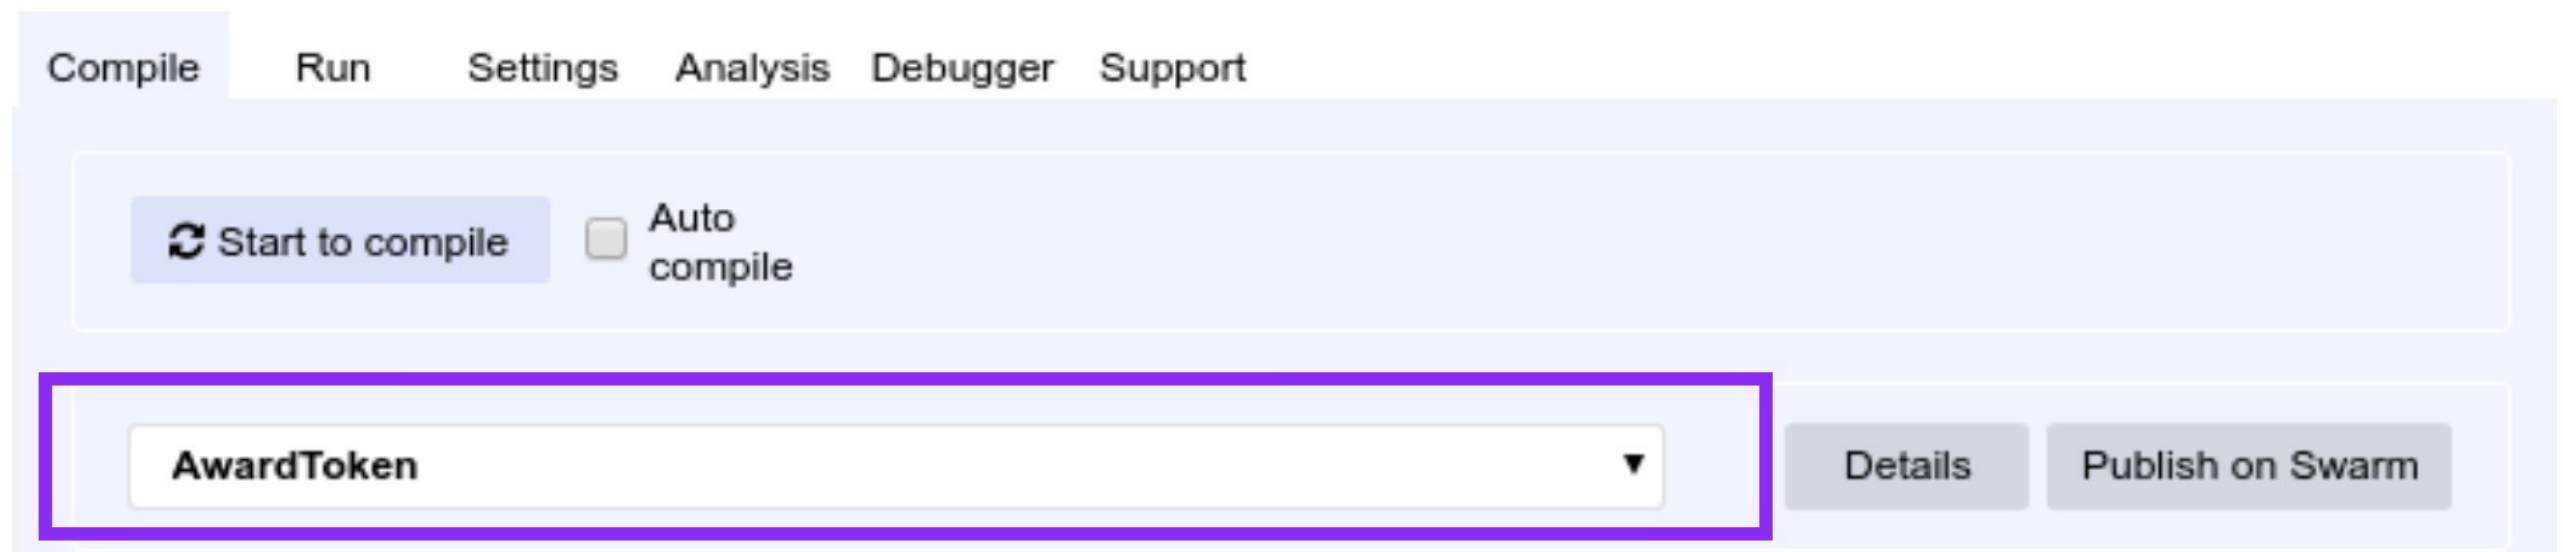 Compile Run Settings Analysis Debugger Support
Start to compile
Auto
compile
AwardToken
Details
Publish on Swarm